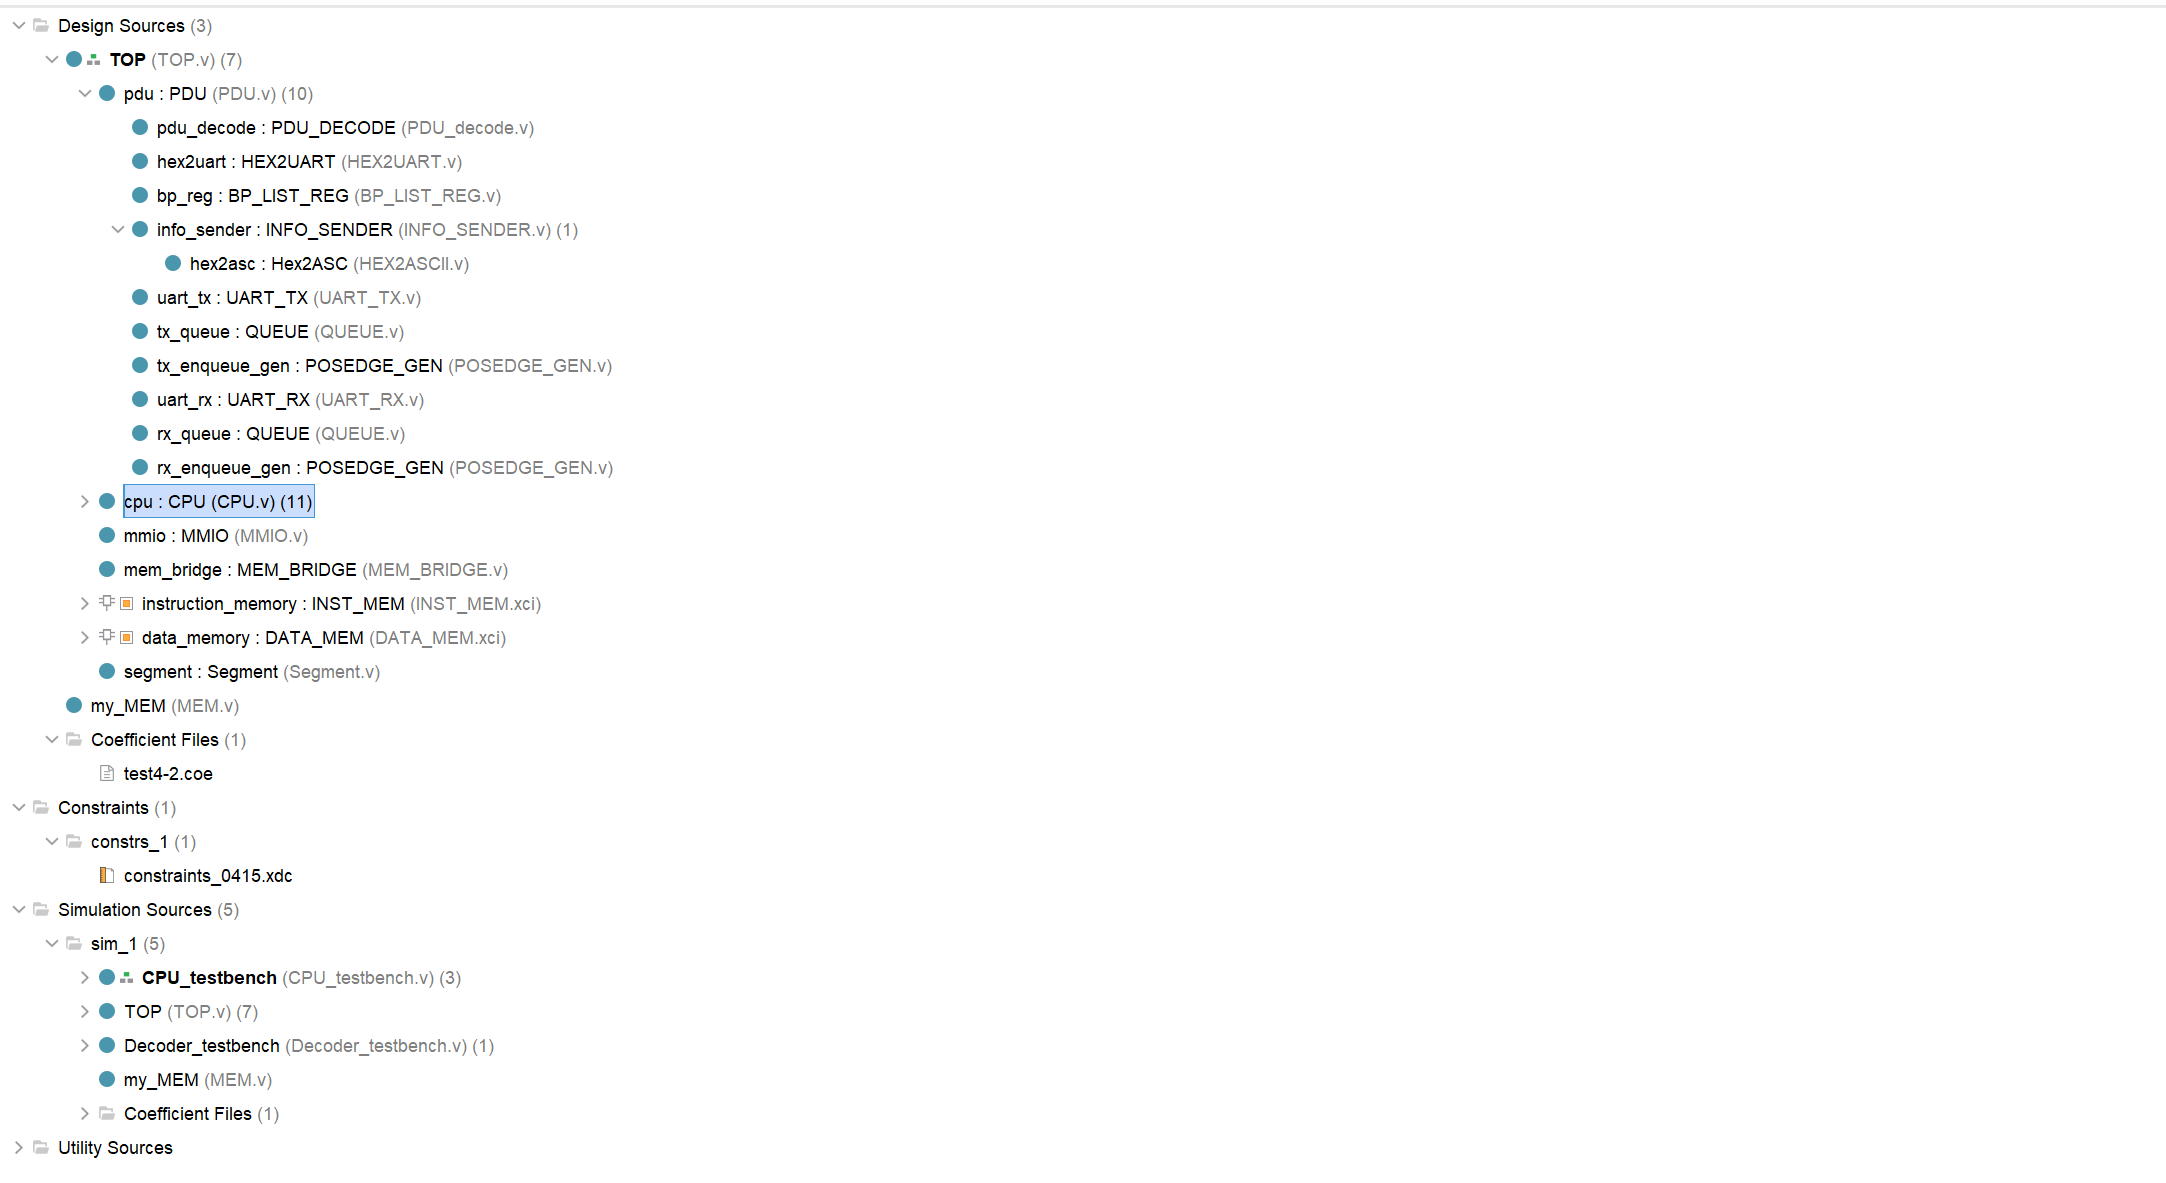 Design Sources (3)
TOP (TOP.v) (7)
pdu : PDU (PDU.v) (10)
pdu_decode : PDU_DECODE (PDU_decode.v)
hex2uart : HEX2UART (HEX2UART.v)
bp_reg : BP_LIST_REG (BP_LIST_REG.v)
info_sender : INFO_SENDER (INFO_SENDER.v) (1)
hex2asc : Hex2ASC (HEX2ASCII.v)
uart_tx : UART_TX (UART_TX.v)
tx_queue : QUEUE (QUEUE.v)
tx_enqueue_gen : POSEDGE_GEN (POSEDGE_GEN.v)
uart_rx : UART_RX (UART_RX.v)
rx_queue : QUEUE (QUEUE.v)
rx_enqueue_gen : POSEDGE_GEN (POSEDGE_GEN.v)
cpu : CPU (CPU.v) (11)
mmio : MMIO (MMIO.v)
mem_bridge : MEM_BRIDGE (MEM_BRIDGE.v)
instruction_memory : INST_MEM (INST_MEM.xci)
data_memory : DATA_MEM (DATA_MEM.xci)
segment : Segment (Segment.v)
my_MEM (MEM.v)
Coefficient Files (1)
test4-2.coe
Constraints (1)
constrs_1 (1)
constraints_0415.xdc
Simulation Sources (5)
sim_1 (5)
CPU_testbench (CPU_testbench.v) (3)
TOP (TOP.v) (7)
Decoder_testbench (Decoder_testbench.v) (1)
my_MEM (MEM.v)
Coefficient Files (1)
Utility Sources